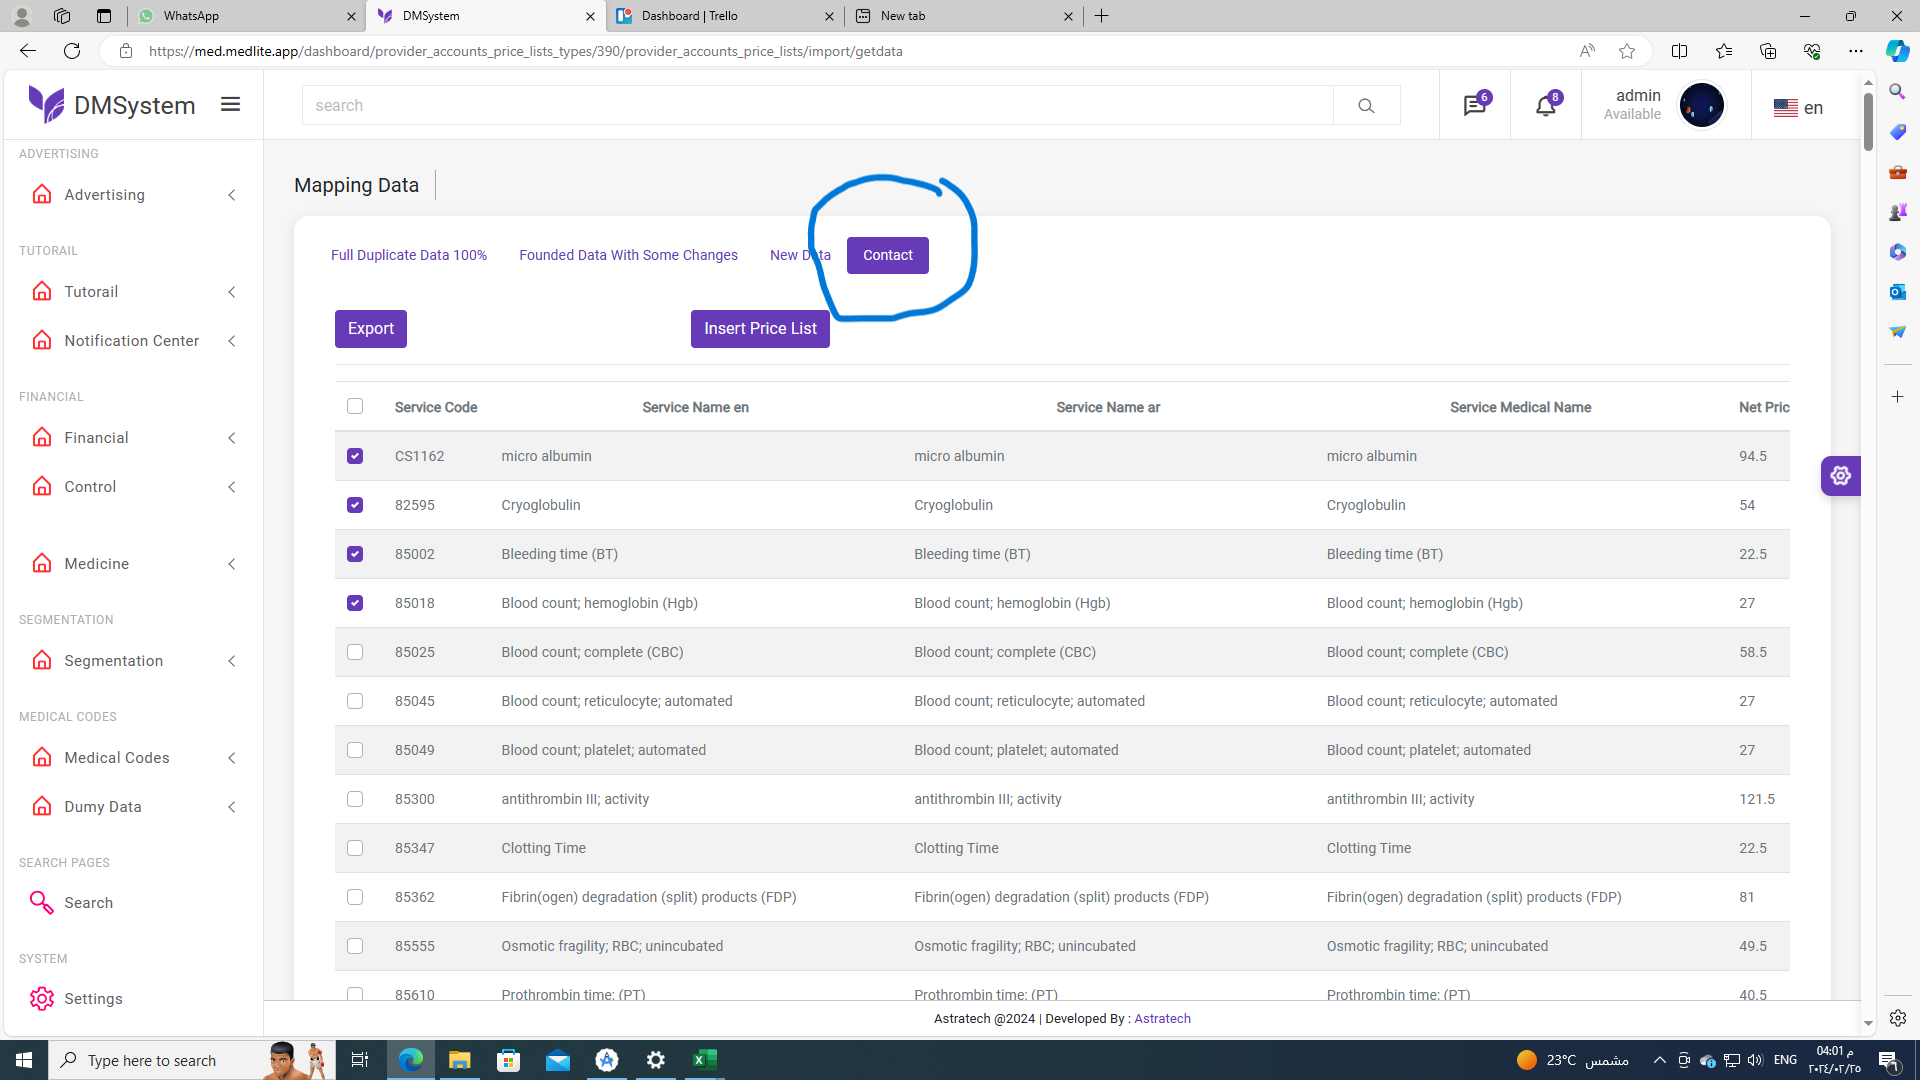 WhatsApp
DMSystem
Dashboard | Trello
New tab
https://med.medlite.app/dashboard/provider_accounts_price_lists_types/390/provider_accounts_price_lists/import/getdata
DMSystem
search
6
8
admin
Available
en
ADVERTISING
Advertising
TUTORAIL
Tutorail
Notification Center
FINANCIAL
Financial
Control
Medicine
SEGMENTATION
Segmentation
MEDICAL CODES
Medical Codes
Dumy Data
SEARCH PAGES
Search
SYSTEM
Settings
Mapping Data
Full Duplicate Data 100% Founded Data With Some Changes New Data Contact
Export Insert Price List
Service Code Service Name en Service Name ar Service Medical Name Net Pric
CS1162 micro albumin micro albumin micro albumin 94.5
82595 Cryoglobulin Cryoglobulin Cryoglobulin 54
85002 Bleeding time (BT) Bleeding time (BT) Bleeding time (BT) 22.5
85018 Blood count; hemoglobin (Hgb) Blood count; hemoglobin (Hgb) Blood count; hemoglobin (Hgb) 27
85025 Blood count; complete (CBC) Blood count; complete (CBC) Blood count; complete (CBC) 58.5
85045 Blood count; reticulocyte; automated Blood count; reticulocyte; automated Blood count; reticulocyte; automated 27
85049 Blood count; platelet; automated Blood count; platelet; automated Blood count; platelet; automated 27
85300 antithrombin III; activity antithrombin III; activity antithrombin III; activity 121.5
85347 Clotting Time Clotting Time Clotting Time 22.5
85362 Fibrin(ogen) degradation (split) products (FDP) Fibrin(ogen) degradation (split) products (FDP) Fibrin(ogen) degradation (split) products (FDP) 81
85555 Osmotic fragility; RBC; unincubated Osmotic fragility; RBC; unincubated Osmotic fragility; RBC; unincubated 49.5
85610 Prothrombin time; (PT) Prothrombin time; (PT) Prothrombin time; (PT) 40.5
Astratech @2024 | Developed By : Astratech
Type here to search
23°C مشمس
ENG
04:01 م
٢٠٢٤/٠٢/٢٥